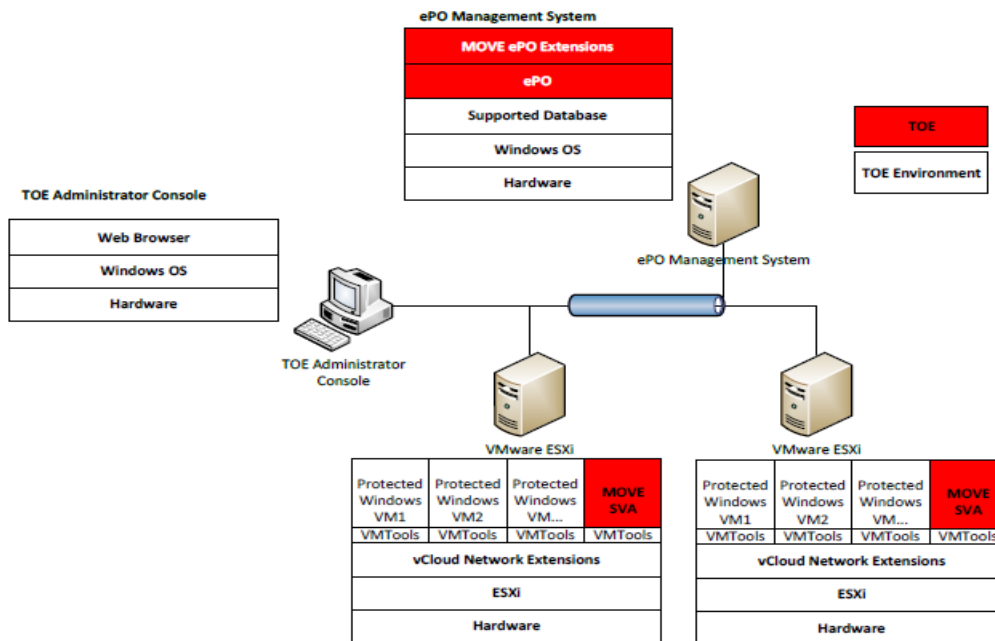 ePO Management System
MOVE ePO Extensions
ePO
Supported Database
Windows OS
Hardware
TOE
TOE Environment
TOE Administrator Console
Web Browser
Windows OS
Hardware
ePO Management System
TOE Administrator
Console
VMware ESXi
VMware ESXi
Protected
Windows
VM1
Protected
Windows
VM2
Protected
Windows
VM...
MOVE
SVA
VMTools
VMTools
VMTools
VMTools
vCloud Network Extensions
ESXi
Hardware
Protected
Windows
VM1
Protected
Windows
VM2
Protected
Windows
VM...
MOVE
SVA
VMTools
VMTools
VMTools
VMTools
vCloud Network Extensions
ESXi
Hardware